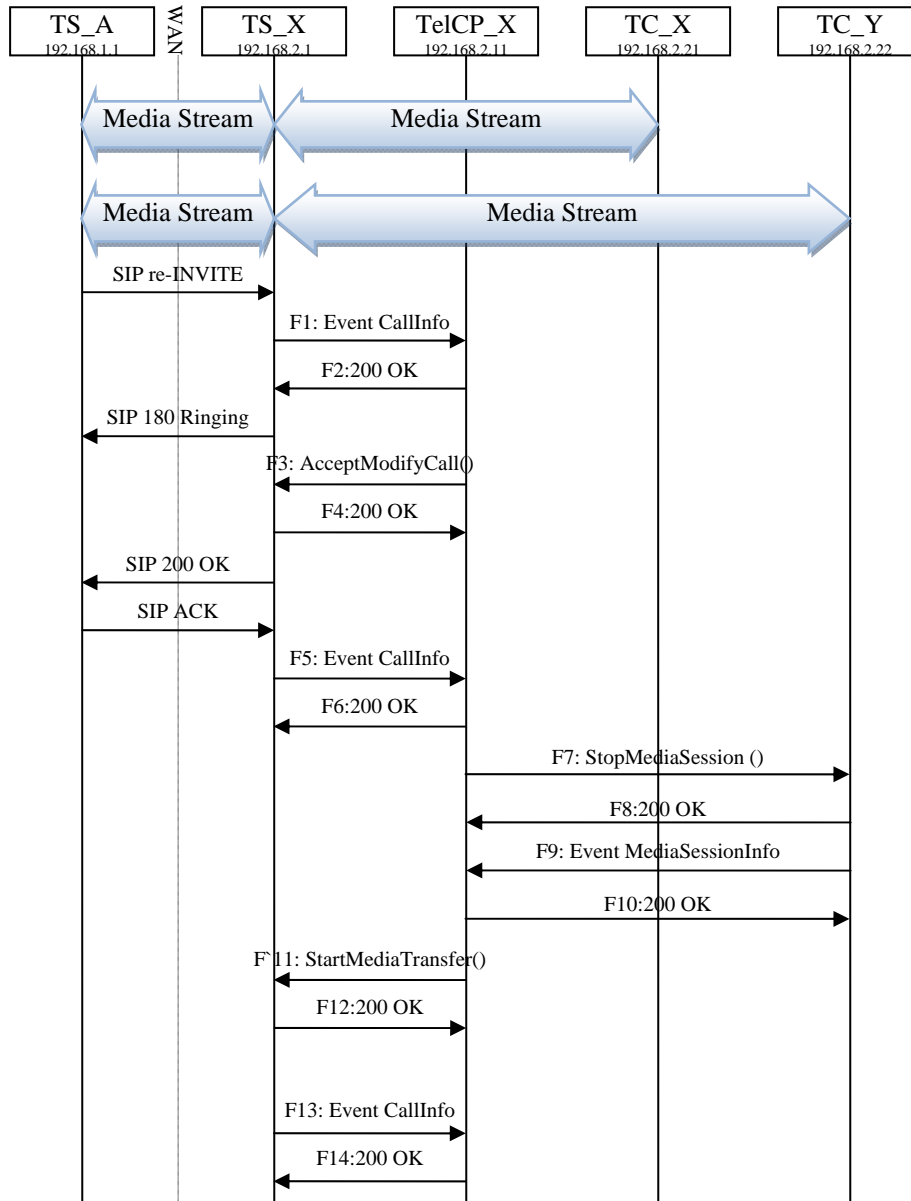 TS_A
192.168.1.1
WAN
TS_X
192.168.2.1
TelCP_X
192.168.2.11
TC_X
192.168.2.21
TC_Y
192.168.2.22
Media Stream
Media Stream
Media Stream
Media Stream
SIP re-INVITE
F1: Event CallInfo
F2:200 OK
SIP 180 Ringing
F3: AcceptModifyCall()
F4:200 OK
SIP 200 OK
SIP ACK
F5: Event CallInfo
F6:200 OK
F7: StopMediaSession ()
F8:200 OK
F9: Event MediaSessionInfo
F10:200 OK
F`11: StartMediaTransfer()
F12:200 OK
F13: Event CallInfo
F14:200 OK